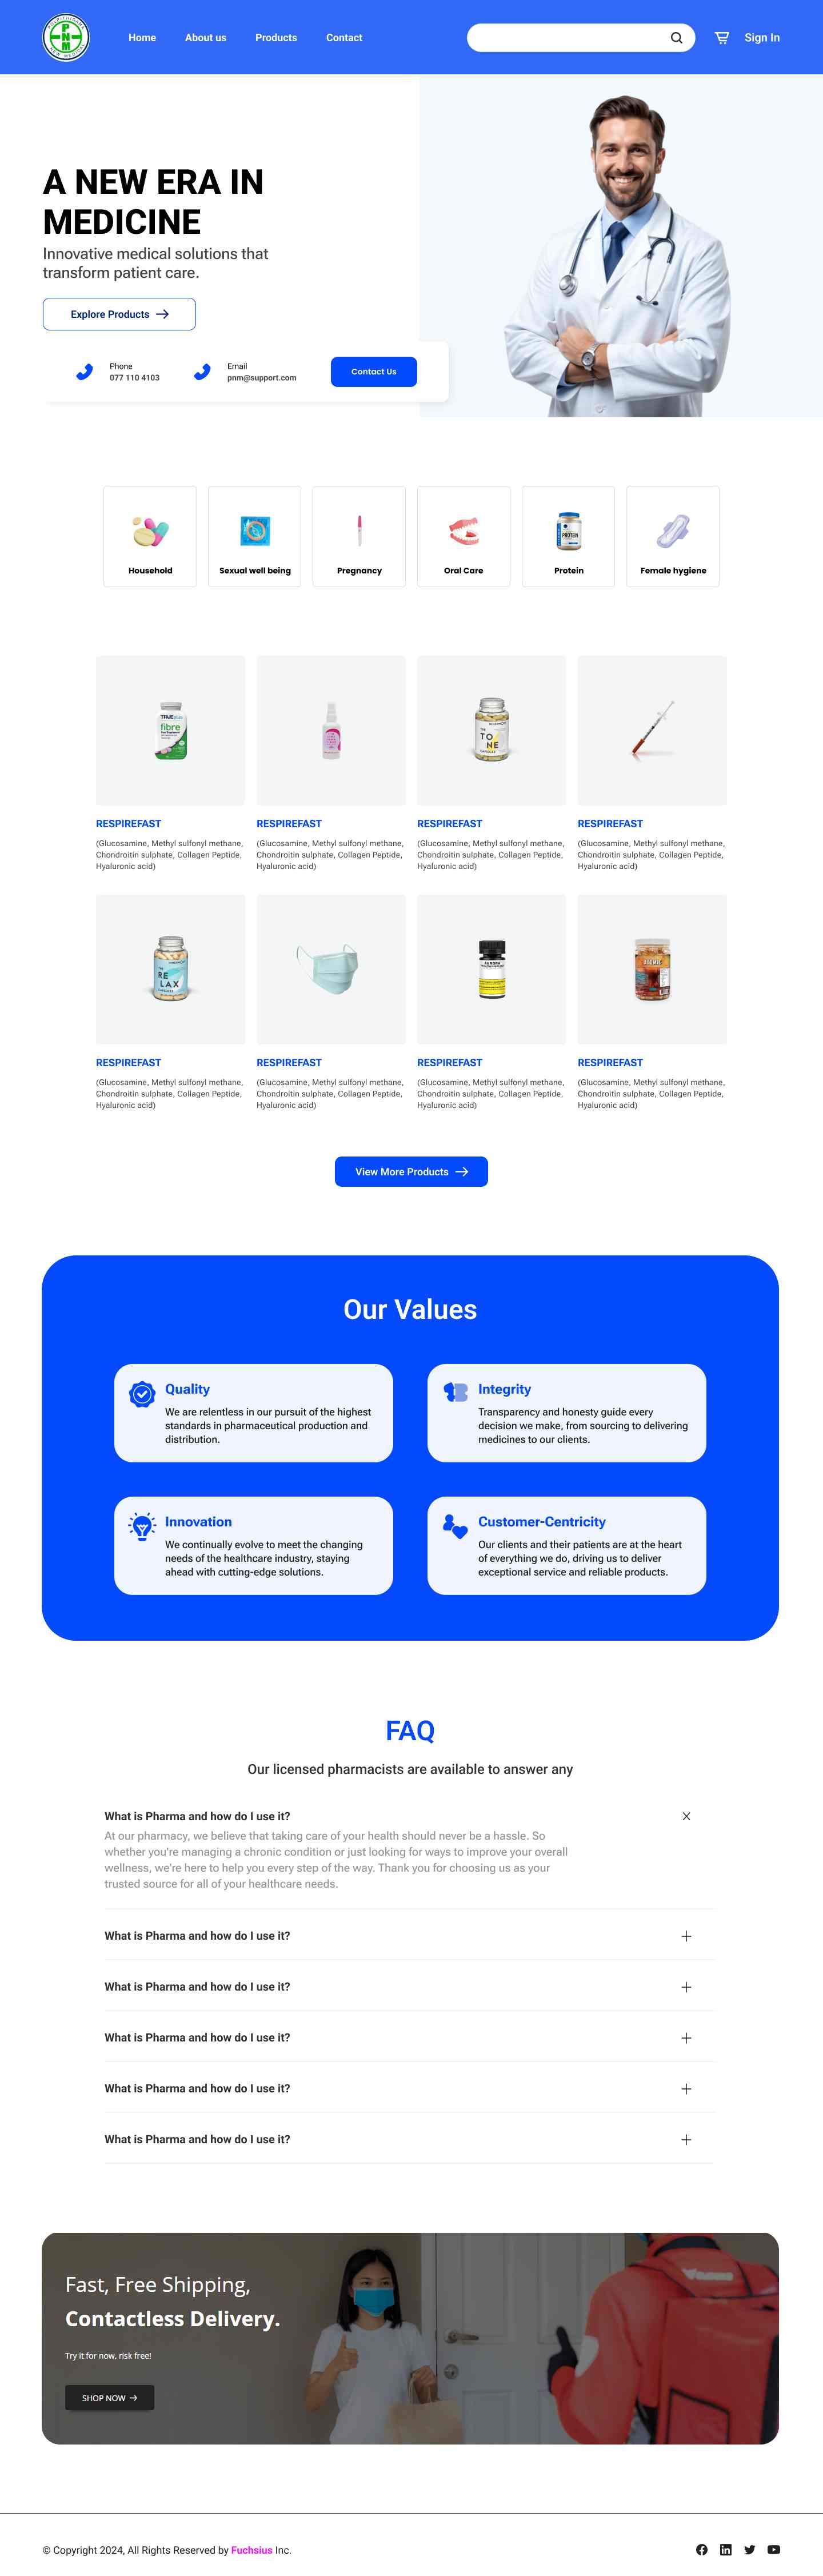 PNM
Home
About us
Products
Contact
Sign In
A NEW ERA IN
MEDICINE
Innovative medical solutions that
transform patient care.
Explore Products
Phone
077 110 4103
Email
pnm@support.com
Contact Us
Household
Sexual well being
Pregnancy
Oral Care
PROTEIN
Protein
Female hygiene
fibre
TO
NE
RESPIREFAST
(Glucosamine, Methyl sulfonyl methane,
Chondroitin sulphate, Collagen Peptide,
Hyaluronic acid)
RESPIREFAST
(Glucosamine, Methyl sulfonyl methane,
Chondroitin sulphate, Collagen Peptide,
Hyaluronic acid)
RESPIREFAST
(Glucosamine, Methyl sulfonyl methane,
Chondroitin sulphate, Collagen Peptide,
Hyaluronic acid)
RESPIREFAST
(Glucosamine, Methyl sulfonyl methane,
Chondroitin sulphate, Collagen Peptide,
Hyaluronic acid)
RE
LAX
RESPIREFAST
(Glucosamine, Methyl sulfonyl methane,
Chondroitin sulphate, Collagen Peptide,
Hyaluronic acid)
RESPIREFAST
(Glucosamine, Methyl sulfonyl methane,
Chondroitin sulphate, Collagen Peptide,
Hyaluronic acid)
RESPIREFAST
(Glucosamine, Methyl sulfonyl methane,
Chondroitin sulphate, Collagen Peptide,
Hyaluronic acid)
RESPIREFAST
(Glucosamine, Methyl sulfonyl methane,
Chondroitin sulphate, Collagen Peptide,
Hyaluronic acid)
View More Products
Our Values
Quality
We are relentless in our pursuit of the highest
standards in pharmaceutical production and
distribution.
Integrity
Transparency and honesty guide every
decision we make, from sourcing to delivering
medicines to our clients.
Innovation
We continually evolve to meet the changing
needs of the healthcare industry, staying
ahead with cutting-edge solutions.
Customer-Centricity
Our clients and their patients are at the heart
of everything we do, driving us to deliver
exceptional service and reliable products.
FAQ
Our licensed pharmacists are available to answer any
What is Pharma and how do I use it?
At our pharmacy, we believe that taking care of your health should never be a hassle. So
whether you're managing a chronic condition or just looking for ways to improve your overall
wellness, we're here to help you every step of the way. Thank you for choosing us as your
trusted source for all of your healthcare needs.
What is Pharma and how do I use it?
What is Pharma and how do I use it?
What is Pharma and how do I use it?
What is Pharma and how do I use it?
What is Pharma and how do I use it?
Fast, Free Shipping,
Contactless Delivery.
Try it for now, risk free!
SHOP NOW
© Copyright 2024, All Rights Reserved by Fuchsius Inc.